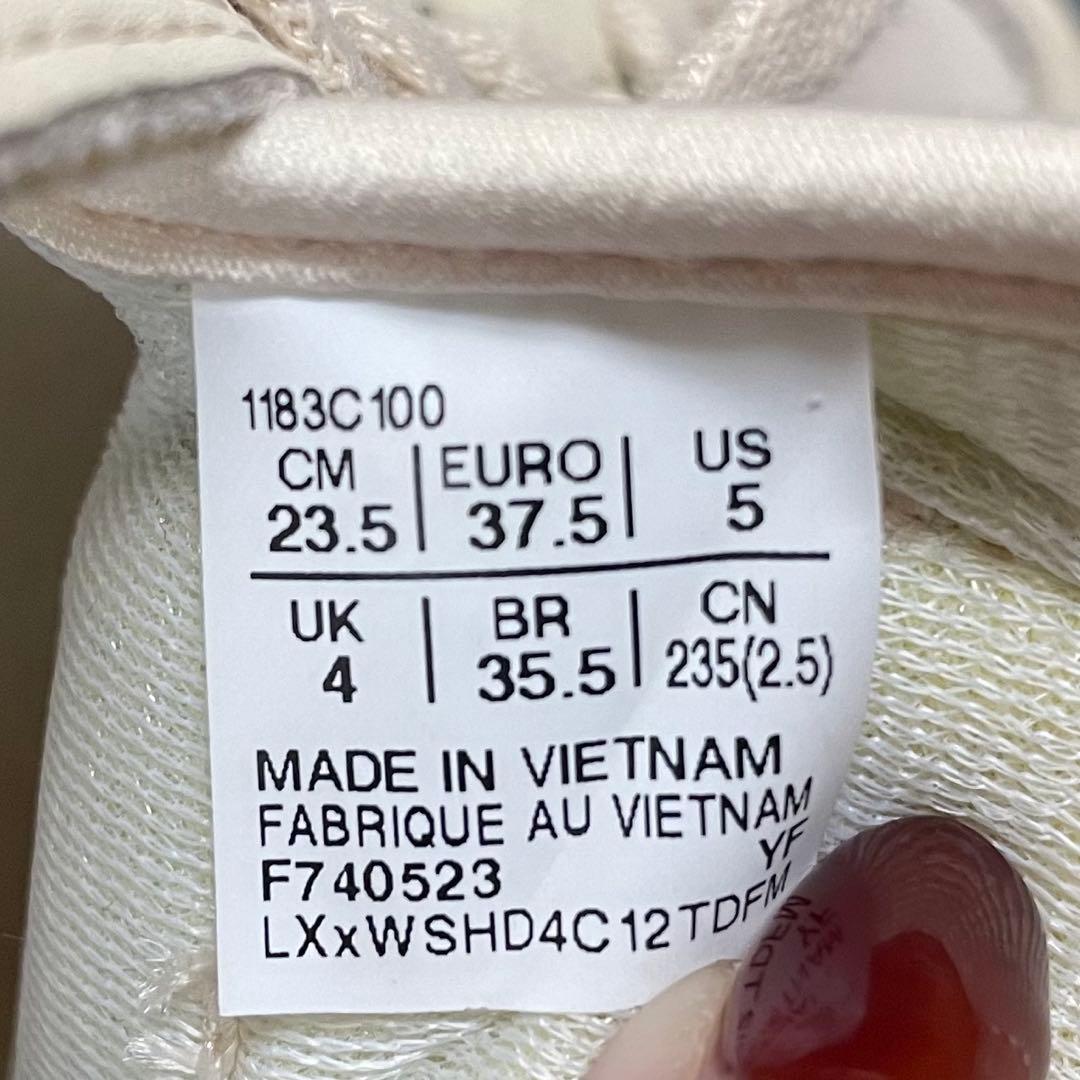 1183C100
CM EURO US
23.5 37.5 5
UK BR CN
4 35.5 235(2.5)
MADE IN VIETNAM
FABRIQUE AU VIETNAM
YF
F740523
LXxWSHD4C12TDFM